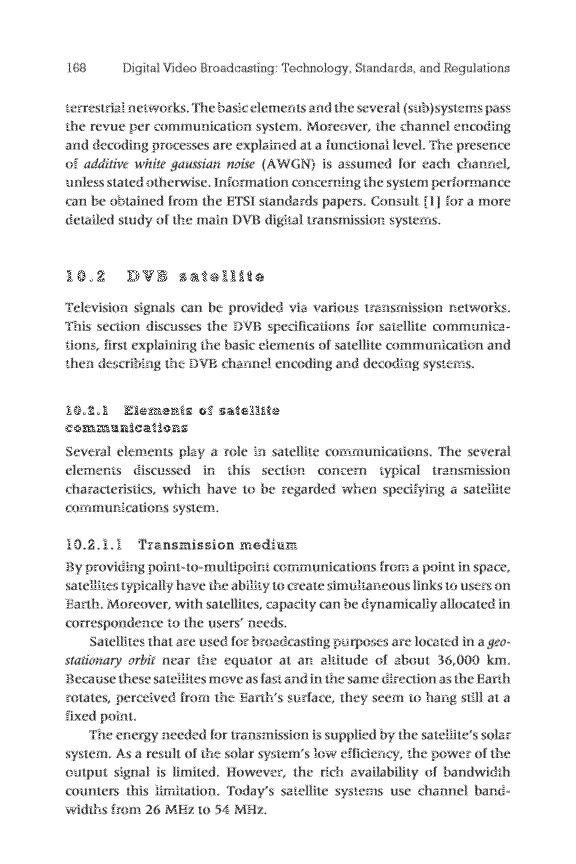 168 Digital Video Broadcasting: Technology, Standards, and Regulations
terrestrial networks. The basic elements and the several (sub)systems pass
the revue per communication system. Moreover, the channel encoding
and decoding processes are explained at a functional level. The presence
of additive white gaussian noise (AWGN) is assumed for each channel,
unless stated otherwise. Information concerning the system performance
can be obtained from the ETSI standards papers. Consult [1] for a more
detailed study of the main DVB digital transmission systems.
10.2 DVB satellite
Television signals can be provided via various transmission networks.
This section discusses the DVB specifications for satellite communica-
tions, first explaining the basic elements of satellite communication and
then describing the DVB channel encoding and decoding systems.
10.2.1 Elements of satellite
communications
Several elements play a role in satellite communications. The several
elements discussed in this section concern typical transmission
characteristics, which have to be regarded when specifying a satellite
communications system.
10.2.1.1 Transmission medium
By providing point-to-multipoint communications from a point in space,
satellites typically have the ability to create simultaneous links to users on
Earth. Moreover, with satellites, capacity can be dynamically allocated in
correspondence to the users' needs.
Satellites that are used for broadcasting purposes are located in a geo-
stationary orbit near the equator at an altitude of about 36,000 km.
Because these satellites move as fast and in the same direction as the Earth
rotates, perceived from the Earth's surface, they seem to hang still at a
fixed point.
The energy needed for transmission is supplied by the satellite's solar
system. As a result of the solar system's low efficiency, the power of the
output signal is limited. However, the rich availability of bandwidth
counters this limitation. Today's satellite systems use channel band-
widths from 26 MHz to 54 MHz.